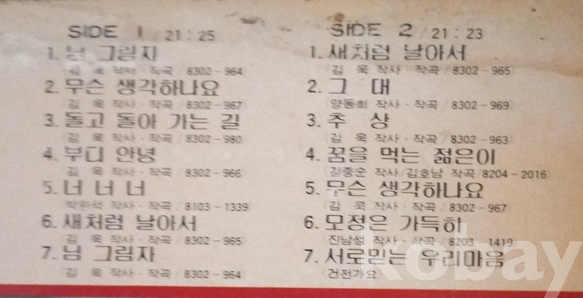 SIDE 1 / 21:25
1. 님 그림자
김 욱 작사·작곡 / 8302-964
2. 무슨 생각하나요
김 욱 작사·작곡 / 8302-967
3. 돌고 돌아 가는 길
김 욱 작사·작곡 / 8302-980
4. 부디 안녕
김 욱 작사·작곡 / 8302-966
5. 너 너 너
작사·작곡 8103-1339
6. 새처럼 날아서
김 욱 작사·작곡 / 8302-965
7. 님 그림자
김 욱 작사·작곡 / 8302-964
SIDE 2 / 21:23
1. 새처럼 날아서
김 욱 작사·작곡 / 8302-965
2. 그 대
양동희 작사·작곡 / 8302-969
3. 추 상
김 욱 작사·작곡 / 8302-963
4. 꿈을 먹는 젊은이
김중순 작사/김호남 작곡 / 8204-2016
5. 무슨 생각하나요
김 욱 작사·작곡 / 8302-967
6. 모정은 가득히
진남성 작사·작곡 / 8203-1419
7. 서로믿는 우리마음
(건전가요)
kobay